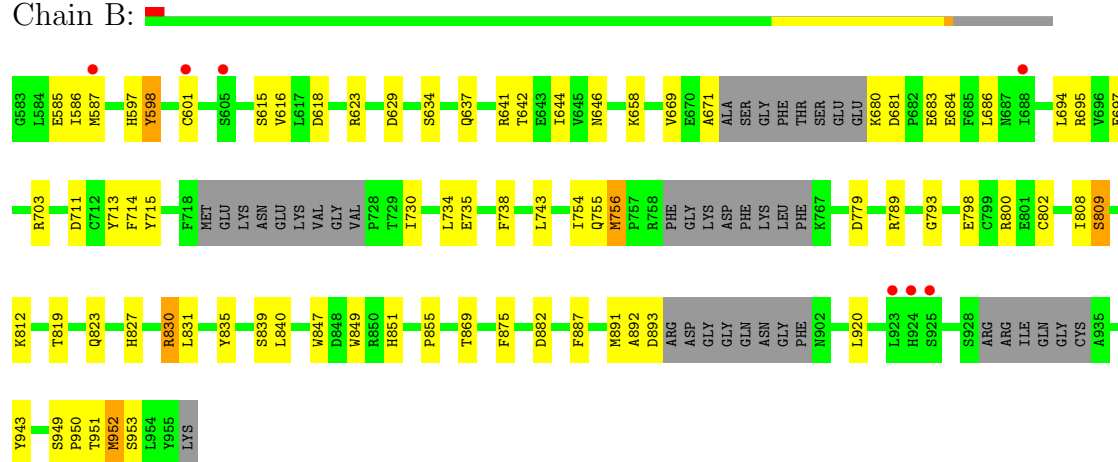 Chain B:
G583 L584 E585 I586 M587 H597 Y598 C601 S605 S615 V616 L617 D618 R623 D629 S634 Q637 R641 T642 E643 I644 V645 N646 K658 V669 E670 A671 ALA SER GLY PHE THR SER GLU GLU K680 D681 P682 E683 E684 F685 L686 N687 I688 L694 R695 V696
R703 D711 C712 Y713 F714 Y715 F718 MET GLU LYS ASN GLU LYS VAL GLY VAL P728 T729 I730 L734 E735 F738 L743 I754 Q755 M756 P757 R758 PHE GLY LYS ASP PHE LYS LEU PHE K767 D779 R789 G793 E798 C799 R800 E801 C802 I808 S809
K812 T819 Q823 H827 R830 L831 Y835 S839 L840 W847 D848 W849 R850 H851 P855 T869 F875 D882 F887 M891 A892 D893 ARG ASP GLY GLY GLN ASN GLY PHE N902 L920 L923 H924 S925 S928 ARG ARG ILE GLN GLY CYS A935
Y943 S949 P950 T951 M952 S953 L954 Y955 LYS